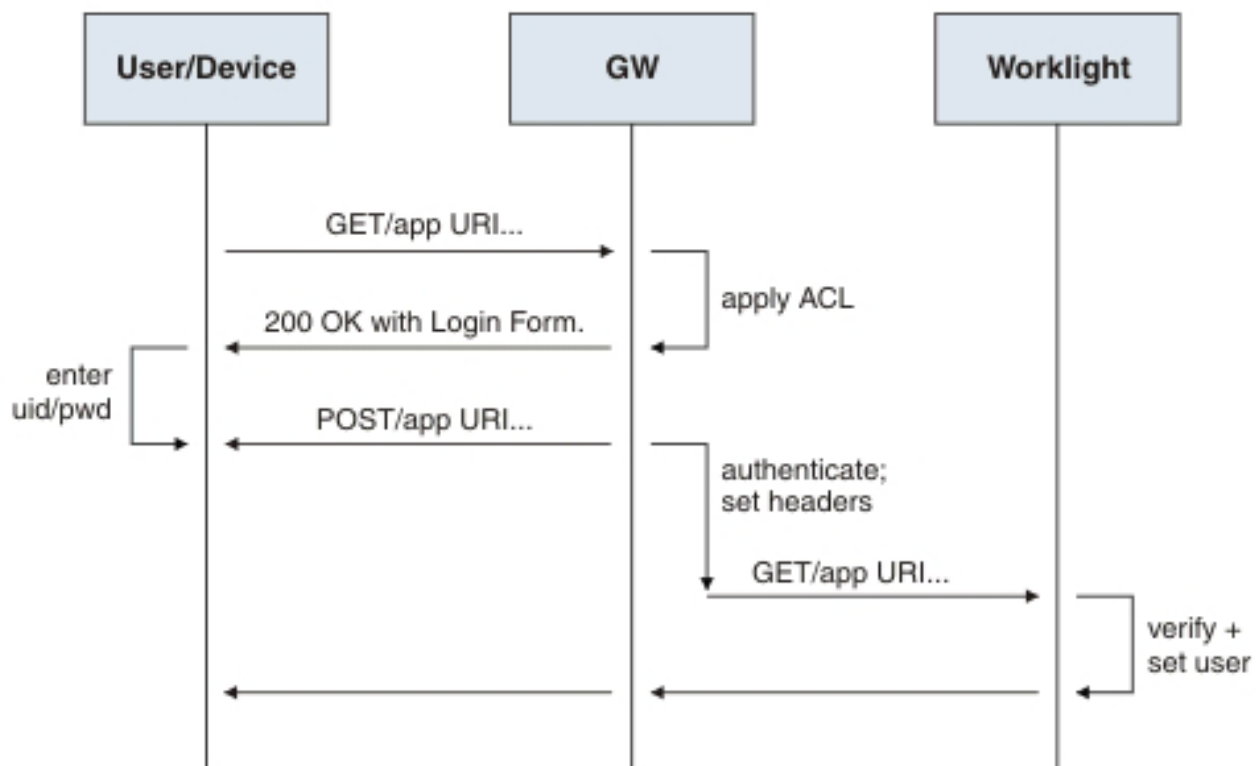 User/Device
GW
Worklight
GET/app URI...
apply ACL
200 OK with Login Form.
enter
uid/pwd
POST/app URI...
authenticate;
set headers
GET/app URI...
verify +
set user